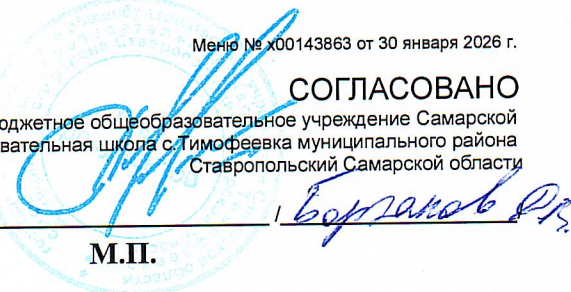 Меню № х00143863 от 30 января 2026 г.
СОГЛАСОВАНО
юджетное общеобразовательное учреждение Самарской
вательная школа с.Тимофеевка муниципального района
Ставропольский Самарской области
/
М.П.